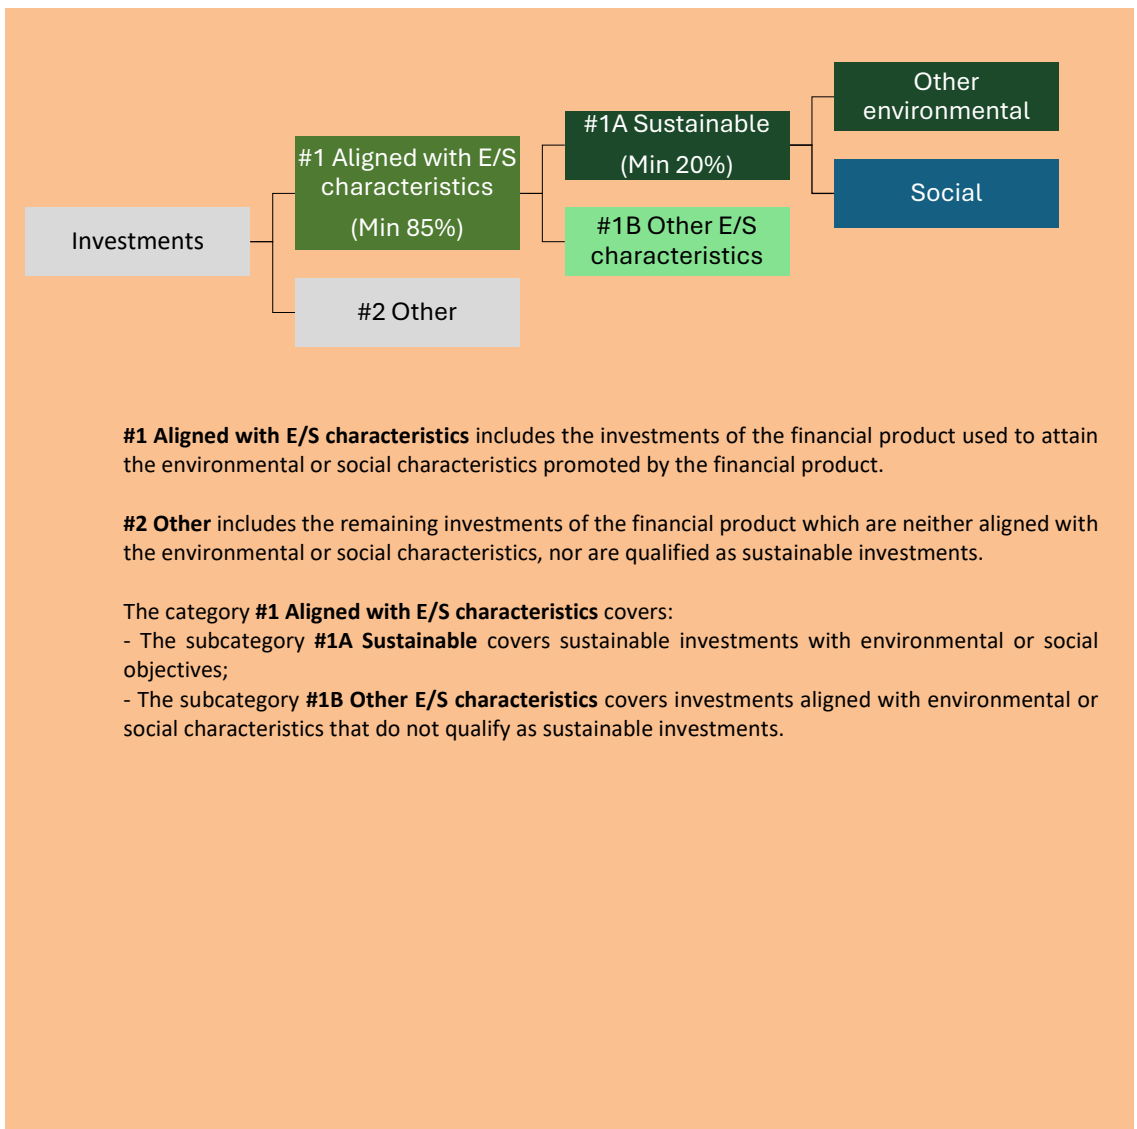 Investments
#1 Aligned with E/S
characteristics
(Min 85%)
#2 Other
#1A Sustainable
(Min 20%)
#1B Other E/S
characteristics
Other
environmental
Social
#1 Aligned with E/S characteristics includes the investments of the financial product used to attain
the environmental or social characteristics promoted by the financial product.
#2 Other includes the remaining investments of the financial product which are neither aligned with
the environmental or social characteristics, nor are qualified as sustainable investments.
The category #1 Aligned with E/S characteristics covers:
- The subcategory #1A Sustainable covers sustainable investments with environmental or social
objectives;
- The subcategory #1B Other E/S characteristics covers investments aligned with environmental or
social characteristics that do not qualify as sustainable investments.